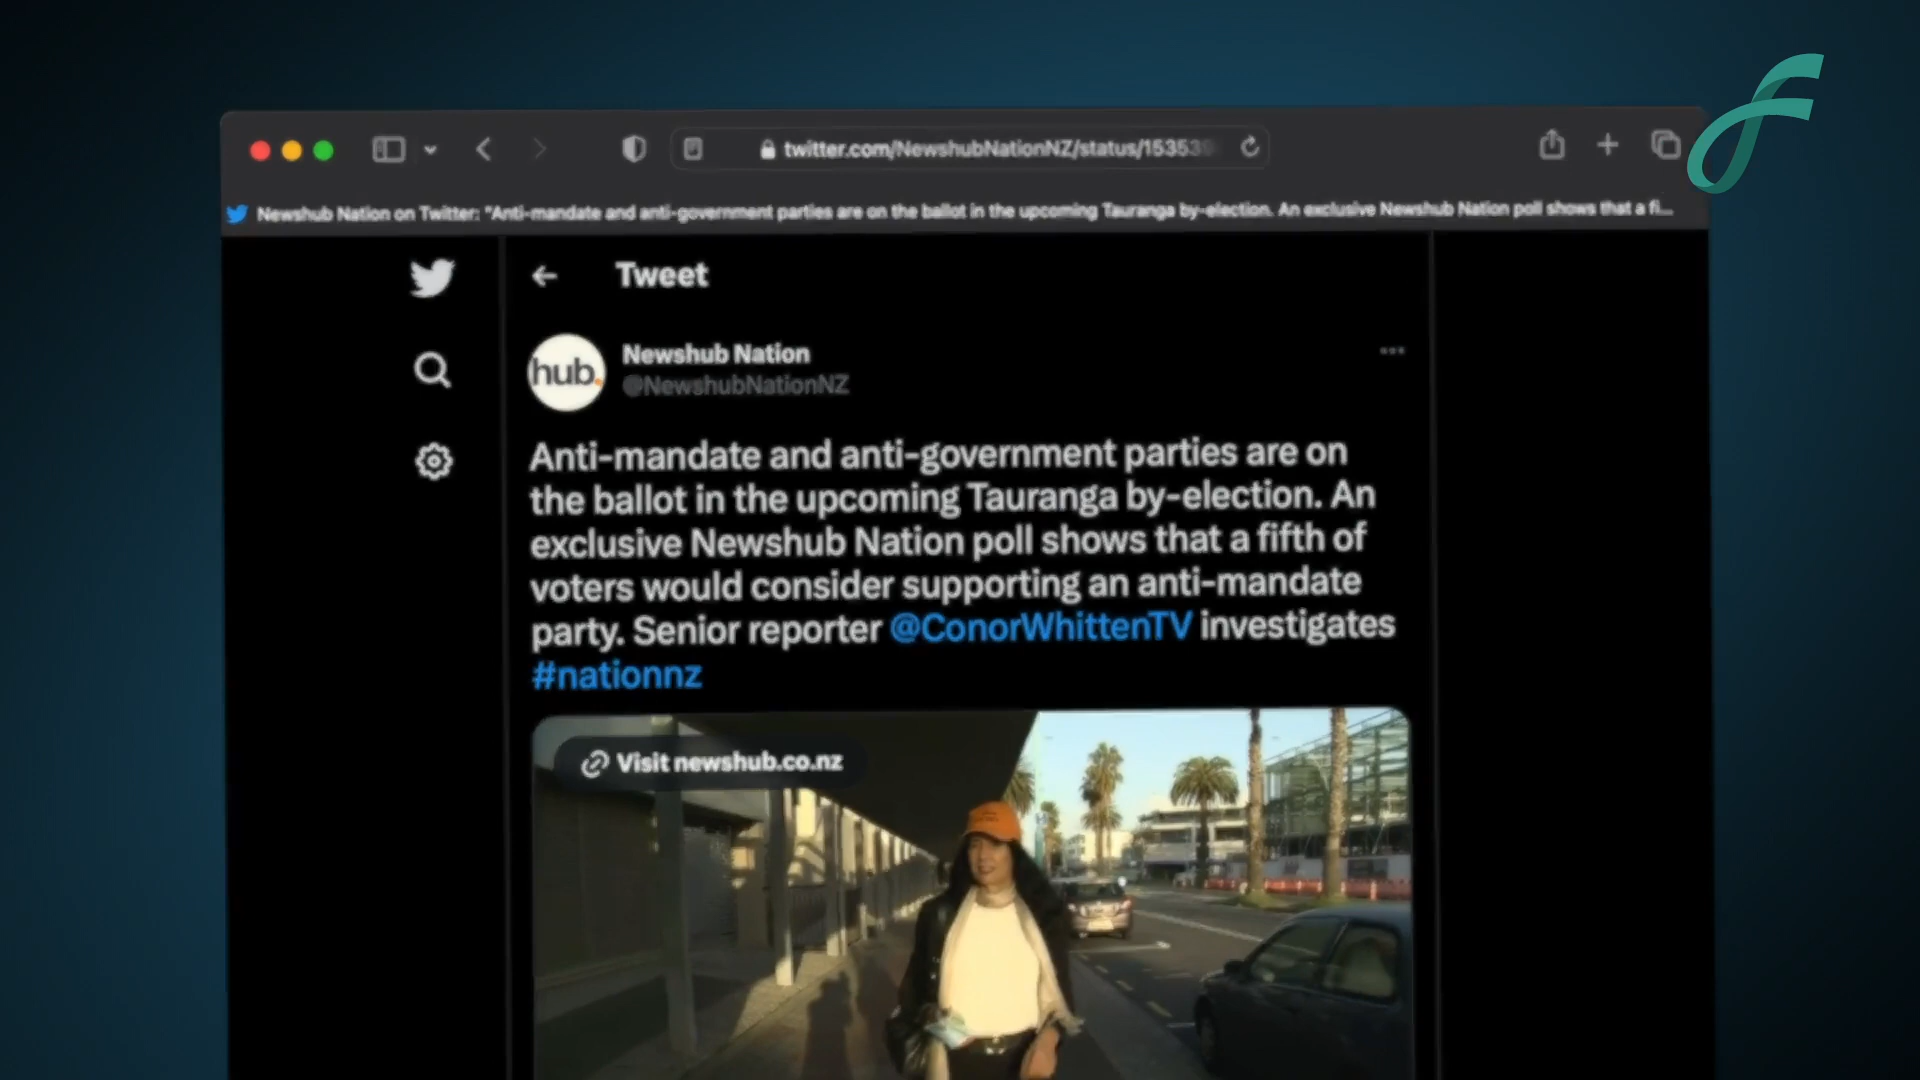 twitter.com/NewshubNationNZ/status/15353
Newshub Nation on Twitter: "Anti-mandate and anti-government parties are on the ballot in the upcoming Tauranga by-election. An exclusive Newshub Nation poll shows that a fi...
Tweet
hub.
Newshub Nation
@NewshubNationNZ
Anti-mandate and anti-government parties are on
the ballot in the upcoming Tauranga by-election. An
exclusive Newshub Nation poll shows that a fifth of
voters would consider supporting an anti-mandate
party. Senior reporter @ConorWhittenTV investigates
#nationnz
Visit newshub.co.nz